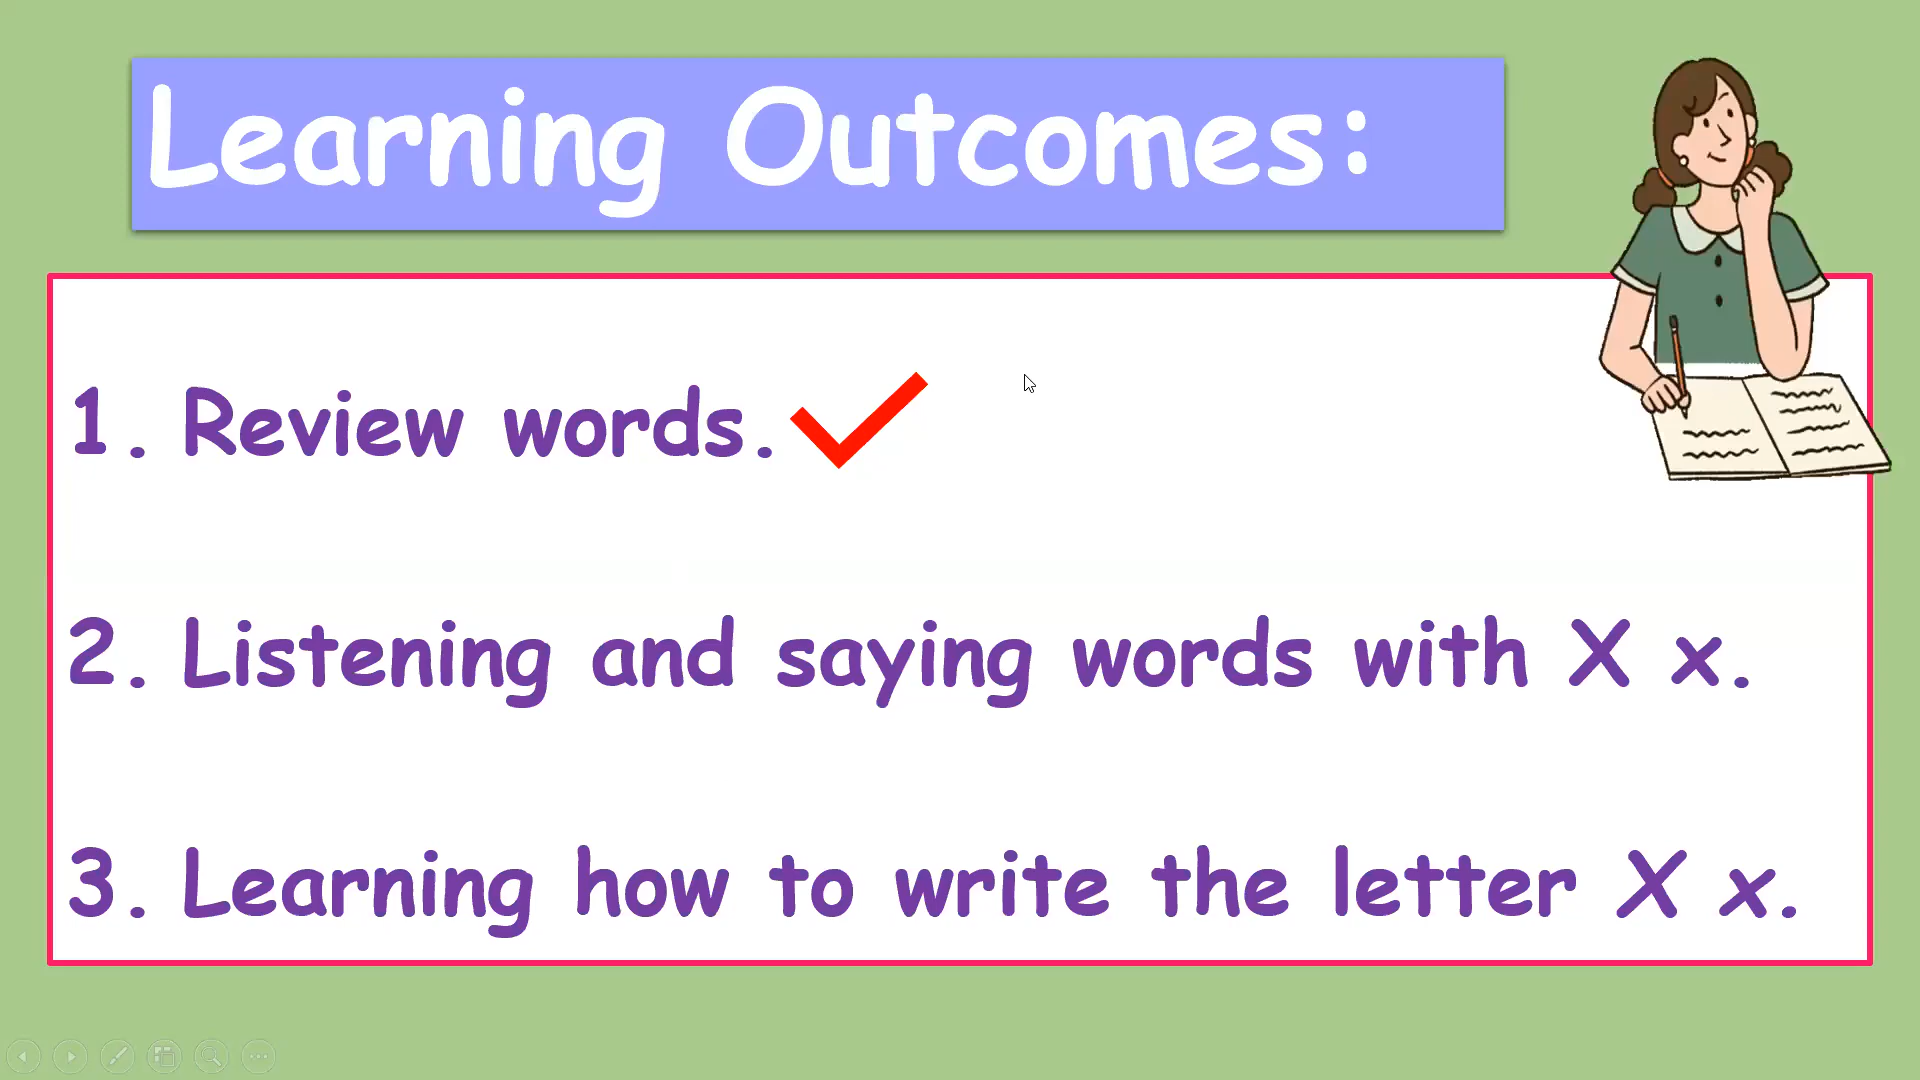 Learning Outcomes:
1. Review words.
2. Listening and saying words with X x.
3. Learning how to write the letter X x.